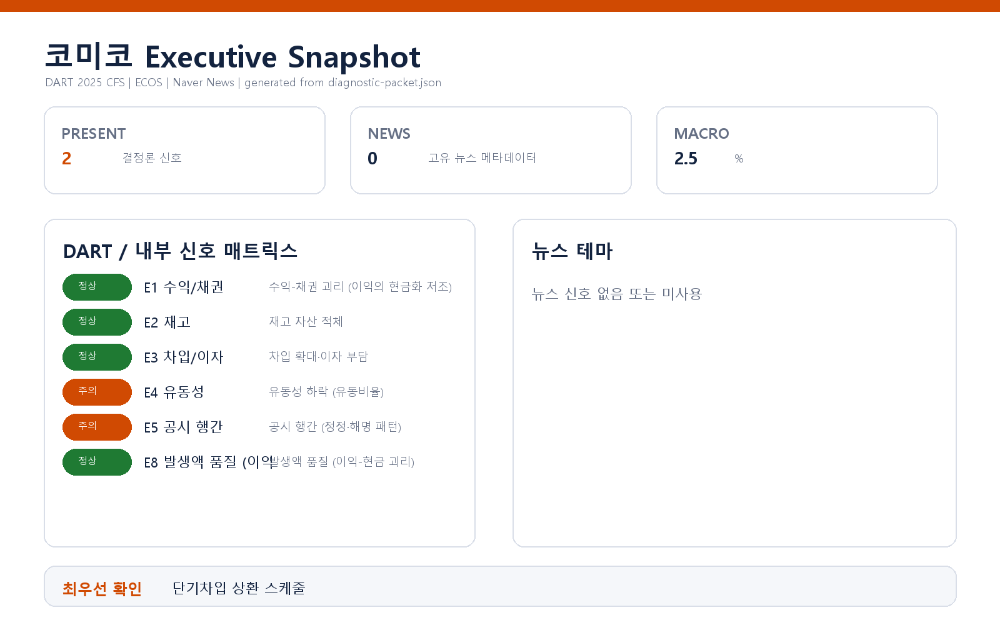 코미코 Executive Snapshot
DART 2025 CFS | ECOS | Naver News | generated from diagnostic-packet.json
PRESENT
2 결정론 신호
NEWS
0 고유 뉴스 메타데이터
MACRO
2.5 %
DART / 내부 신호 매트릭스
정상 E1 수익/채권 수익-채권 괴리 (이익의 현금화 저조)
정상 E2 재고 재고 자산 적체
정상 E3 차입/이자 차입 확대·이자 부담
주의 E4 유동성 유동성 하락 (유동비율)
주의 E5 공시 행간 공시 행간 (정정·해명 패턴)
정상 E8 발생액 품질 (이익 발생액 품질 (이익-현금 괴리)
뉴스 테마
뉴스 신호 없음 또는 미사용
최우선 확인 단기차입 상환 스케줄